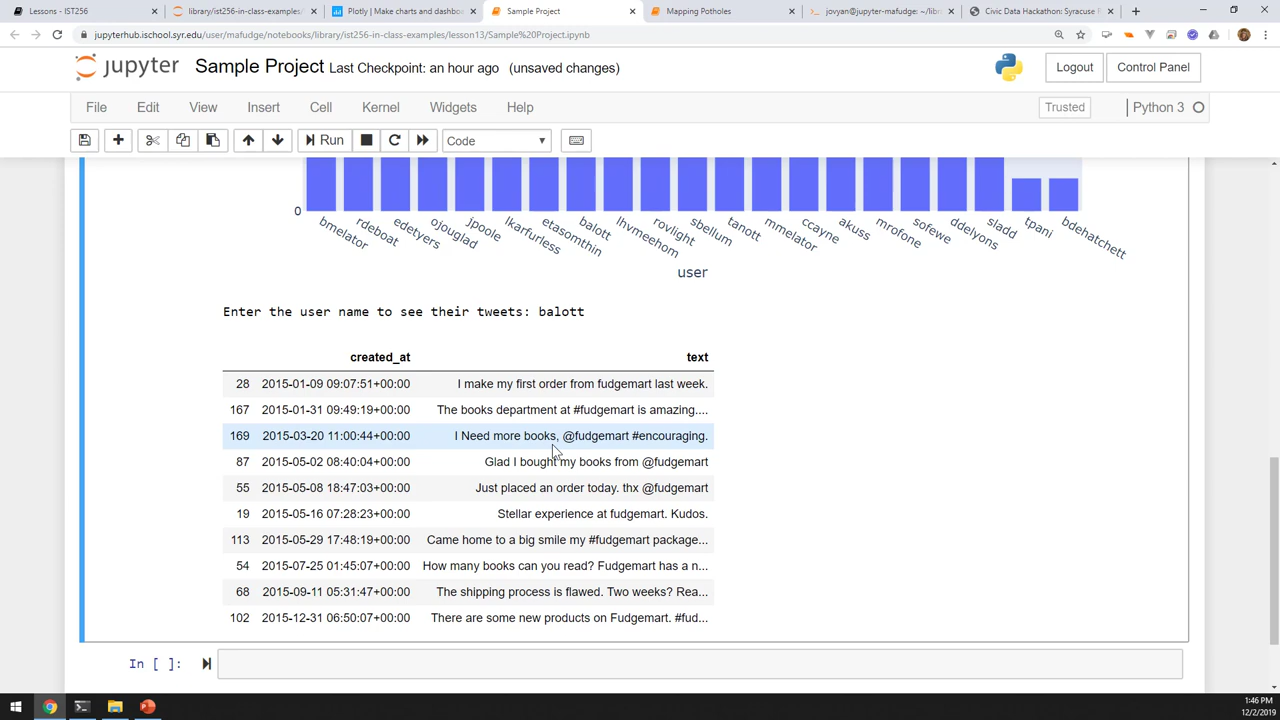 Lessons - IST256
library/ist256-in-class-examples/
Plotly | Make charts and dashboa
Sample Project
Mapping Potholes
jovyan@jupyter-mafudge: ~/libr
Civic Data Hackathon: Syracuse R
jupyterhub.ischool.syr.edu/user/mafudge/notebooks/library/ist256-in-class-examples/lesson13/Sample%20Project.ipynb
jupyter Sample Project Last Checkpoint: an hour ago (unsaved changes)
Logout
Control Panel
File Edit View Insert Cell Kernel Widgets Help
Trusted
Python 3
Run
Code
0
bmelator rdeboat edetyers ojouglad jpoole lkarfurless etasomthin balott lhvmeehom rovlight sbellum tanott mmelator ccayne akuss mrofone sofewe ddelyons sladd tpani bdehatchett
user
Enter the user name to see their tweets: balott
created_at text
28 2015-01-09 09:07:51+00:00 I make my first order from fudgemart last week.
167 2015-01-31 09:49:19+00:00 The books department at #fudgemart is amazing....
169 2015-03-20 11:00:44+00:00 I Need more books, @fudgemart #encouraging.
87 2015-05-02 08:40:04+00:00 Glad I bought my books from @fudgemart
55 2015-05-08 18:47:03+00:00 Just placed an order today. thx @fudgemart
19 2015-05-16 07:28:23+00:00 Stellar experience at fudgemart. Kudos.
113 2015-05-29 17:48:19+00:00 Came home to a big smile my #fudgemart package...
54 2015-07-25 01:45:07+00:00 How many books can you read? Fudgemart has a n...
68 2015-09-11 05:31:47+00:00 The shipping process is flawed. Two weeks? Rea...
102 2015-12-31 06:50:07+00:00 There are some new products on Fudgemart. #fud...
In [ ]:
1:46 PM
12/2/2019